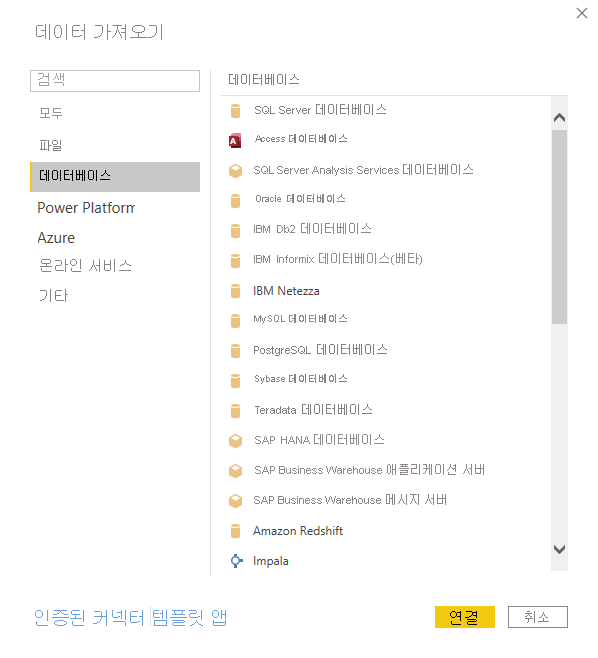 데이터 가져오기
검색
모두
파일
데이터베이스
Power Platform
Azure
온라인 서비스
기타
데이터베이스
SQL Server 데이터베이스
Access 데이터베이스
SQL Server Analysis Services 데이터베이스
Oracle 데이터베이스
IBM Db2 데이터베이스
IBM Informix 데이터베이스(베타)
IBM Netezza
MySQL 데이터베이스
PostgreSQL 데이터베이스
Sybase 데이터베이스
Teradata 데이터베이스
SAP HANA 데이터베이스
SAP Business Warehouse 애플리케이션 서버
SAP Business Warehouse 메시지 서버
Amazon Redshift
Impala
인증된 커넥터 템플릿 앱
연결
취소